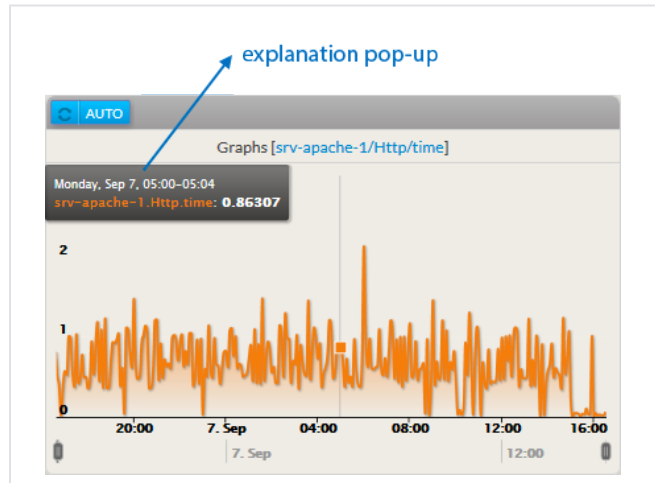 explanation pop-up
AUTO
Graphs [srv-apache-1/Http/time]
Monday, Sep 7, 05:00-05:04
srv-apache-1.Http.time: 0.86307
2
1
0
20:00 7. Sep 04:00 08:00 12:00 16:00
7. Sep 12:00